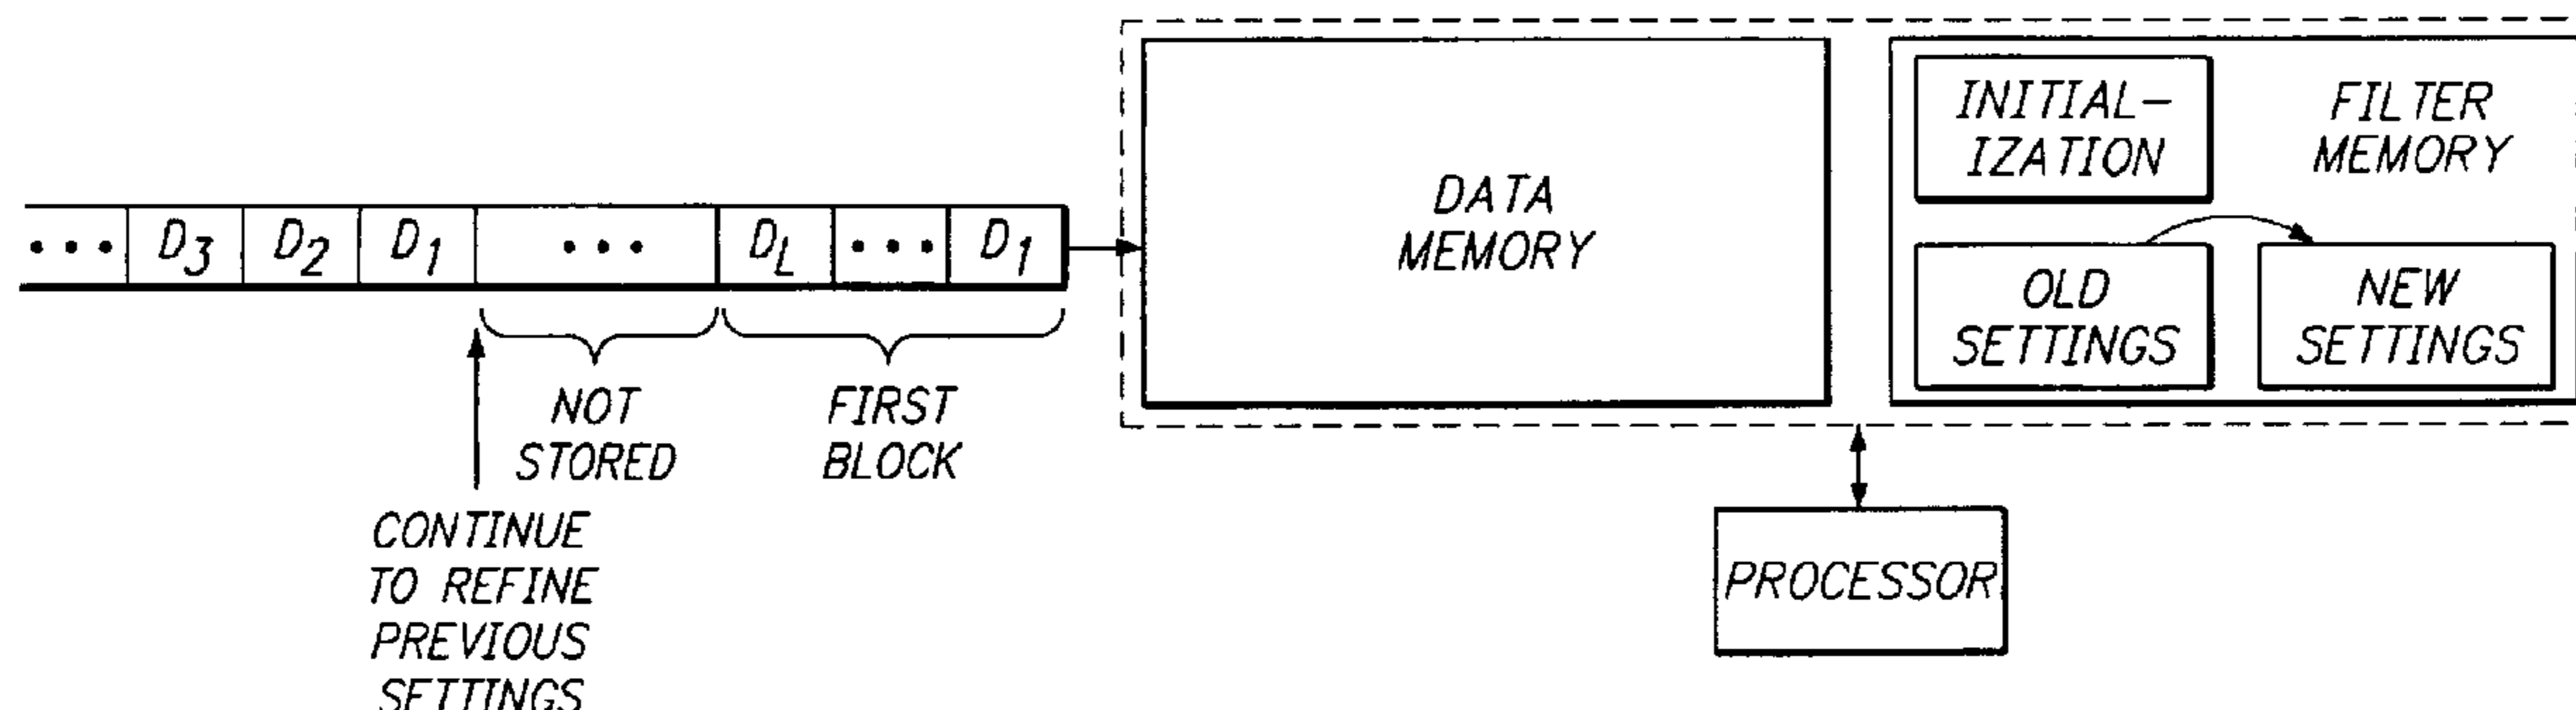 INITIAL-
IZATION
FILTER
MEMORY
DATA
MEMORY
... D3 D2 D1 ... DL ... D1
OLD
SETTINGS
NEW
SETTINGS
NOT
STORED
FIRST
BLOCK
CONTINUE
TO REFINE
PREVIOUS
SETTINGS
PROCESSOR